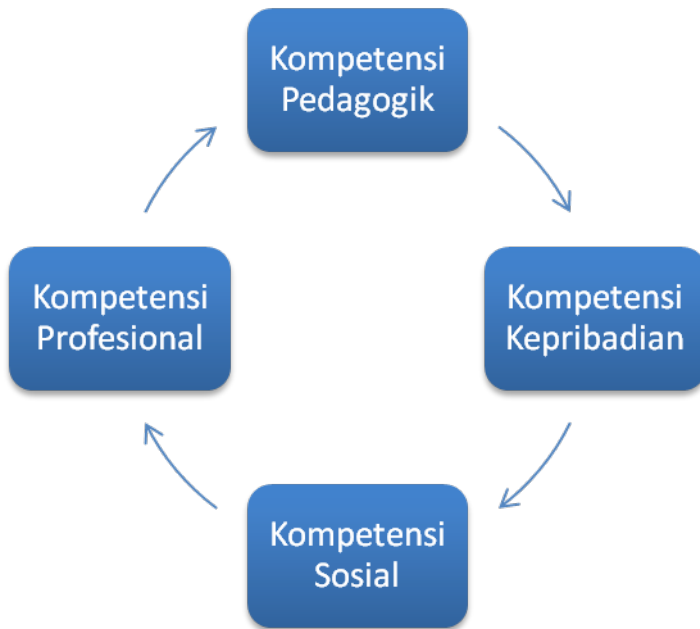 Kompetensi
Pedagogik
Kompetensi
Kepribadian
Kompetensi
Sosial
Kompetensi
Profesional